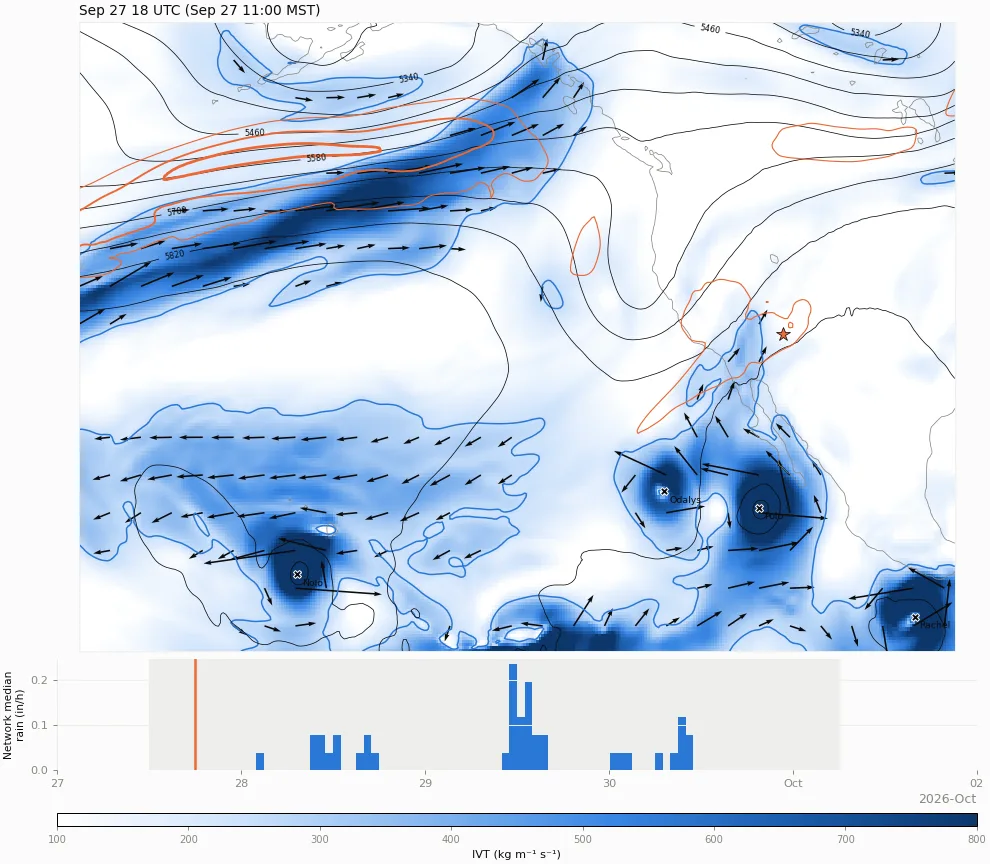 Sep 27 18 UTC (Sep 27 11:00 MST)
5460
5340
5340
5460
5580
5700
5820
Odalys
Polo
Nolo
Rachel
Network median
rain (in/h)
0.2
0.1
0.0
27
28
29
30
Oct
02
2026-Oct
100
200
300
400
500
600
700
800
IVT (kg m⁻¹ s⁻¹)